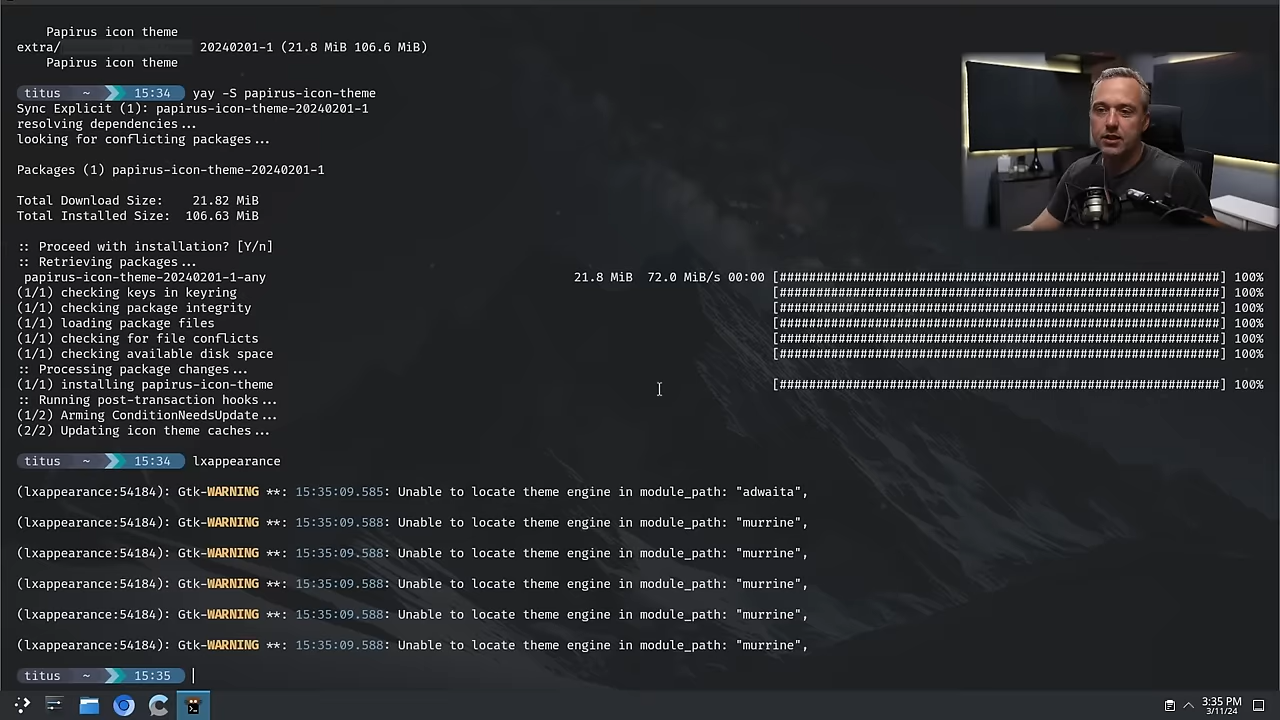 Papirus icon theme
extra/ 20240201-1 (21.8 MiB 106.6 MiB)
Papirus icon theme
titus ~ 15:34 yay -S papirus-icon-theme
Sync Explicit (1): papirus-icon-theme-20240201-1
resolving dependencies...
looking for conflicting packages...
Packages (1) papirus-icon-theme-20240201-1
Total Download Size: 21.82 MiB
Total Installed Size: 106.63 MiB
:: Proceed with installation? [Y/n]
:: Retrieving packages...
papirus-icon-theme-20240201-1-any 21.8 MiB 72.0 MiB/s 00:00 [############################################################] 100%
(1/1) checking keys in keyring [############################################################] 100%
(1/1) checking package integrity [############################################################] 100%
(1/1) loading package files [############################################################] 100%
(1/1) checking for file conflicts [############################################################] 100%
(1/1) checking available disk space [############################################################] 100%
:: Processing package changes...
(1/1) installing papirus-icon-theme [############################################################] 100%
:: Running post-transaction hooks...
(1/2) Arming ConditionNeedsUpdate...
(2/2) Updating icon theme caches...
titus ~ 15:34 lxappearance
(lxappearance:54184): Gtk-WARNING **: 15:35:09.585: Unable to locate theme engine in module_path: "adwaita",
(lxappearance:54184): Gtk-WARNING **: 15:35:09.588: Unable to locate theme engine in module_path: "murrine",
(lxappearance:54184): Gtk-WARNING **: 15:35:09.588: Unable to locate theme engine in module_path: "murrine",
(lxappearance:54184): Gtk-WARNING **: 15:35:09.588: Unable to locate theme engine in module_path: "murrine",
(lxappearance:54184): Gtk-WARNING **: 15:35:09.588: Unable to locate theme engine in module_path: "murrine",
(lxappearance:54184): Gtk-WARNING **: 15:35:09.588: Unable to locate theme engine in module_path: "murrine",
titus ~ 15:35
3:35 PM
3/11/24